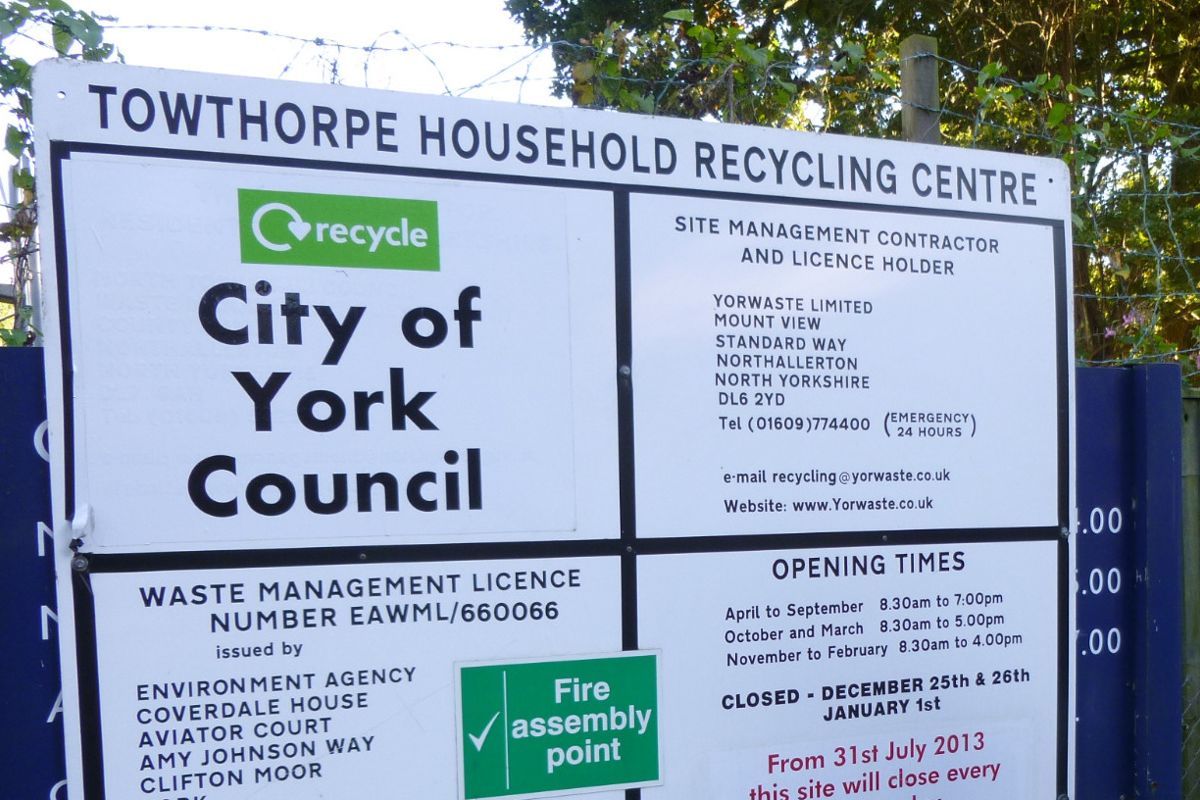 TOWTHORPE HOUSEHOLD RECYCLING CENTRE
recycle
City of
York
Council
SITE MANAGEMENT CONTRACTOR
AND LICENCE HOLDER
YORWASTE LIMITED
MOUNT VIEW
STANDARD WAY
NORTHALLERTON
NORTH YORKSHIRE
DL6 2YD
Tel (01609)774400 (EMERGENCY
24 HOURS)
e-mail recycling@yorwaste.co.uk
Website: www.Yorwaste.co.uk
WASTE MANAGEMENT LICENCE
NUMBER EAWML/660066
issued by
ENVIRONMENT AGENCY
COVERDALE HOUSE
AVIATOR COURT
AMY JOHNSON WAY
CLIFTON MOOR
Fire
assembly
point
OPENING TIMES
April to September 8.30am to 7:00pm
October and March 8.30am to 5.00pm
November to February 8.30am to 4.00pm
CLOSED - DECEMBER 25th & 26th
JANUARY 1st
From 31st July 2013
this site will close every
.00
.00
.00